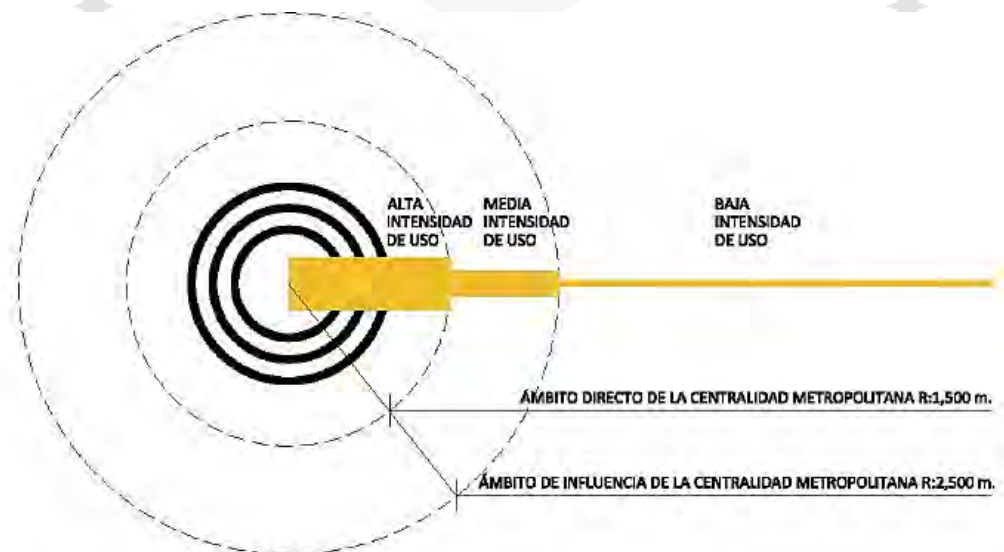 ALTA
INTENSIDAD
DE USO
MEDIA
INTENSIDAD
DE USO
BAJA
INTENSIDAD
DE USO
ÁMBITO DIRECTO DE LA CENTRALIDAD METROPOLITANA R:1,500 m.
ÁMBITO DE INFLUENCIA DE LA CENTRALIDAD METROPOLITANA R:2,500 m.